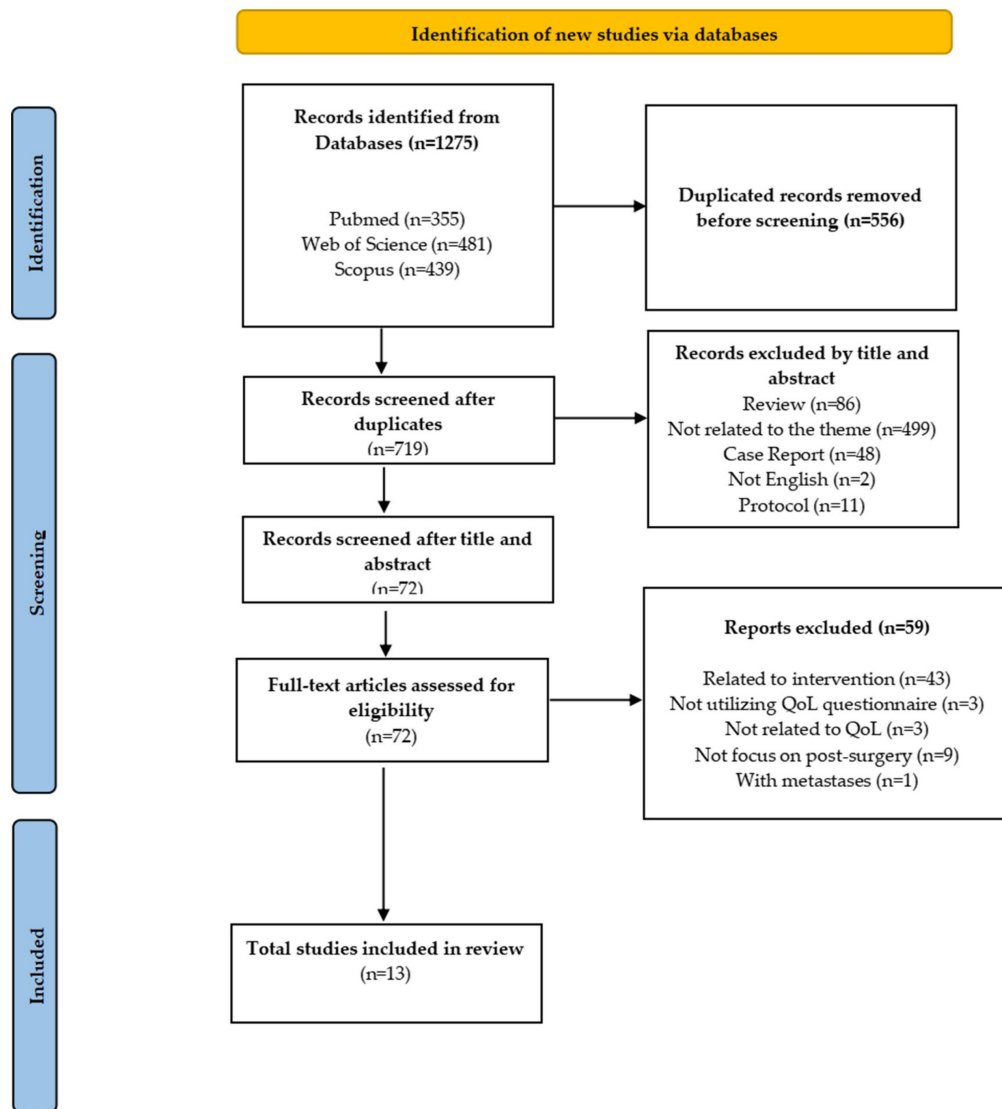 Identification of new studies via databases
Identification
Records identified from
Databases (n=1275)
Pubmed (n=355)
Web of Science (n=481)
Scopus (n=439)
Duplicated records removed
before screening (n=556)
Screening
Records screened after
duplicates
(n=719)
Records excluded by title and
abstract
Review (n=86)
Not related to the theme (n=499)
Case Report (n=48)
Not English (n=2)
Protocol (n=11)
Records screened after title and
abstract
(n=72)
Full-text articles assessed for
eligibility
(n=72)
Reports excluded (n=59)
Related to intervention (n=43)
Not utilizing QoL questionnaire (n=3)
Not related to QoL (n=3)
Not focus on post-surgery (n=9)
With metastases (n=1)
Included
Total studies included in review
(n=13)